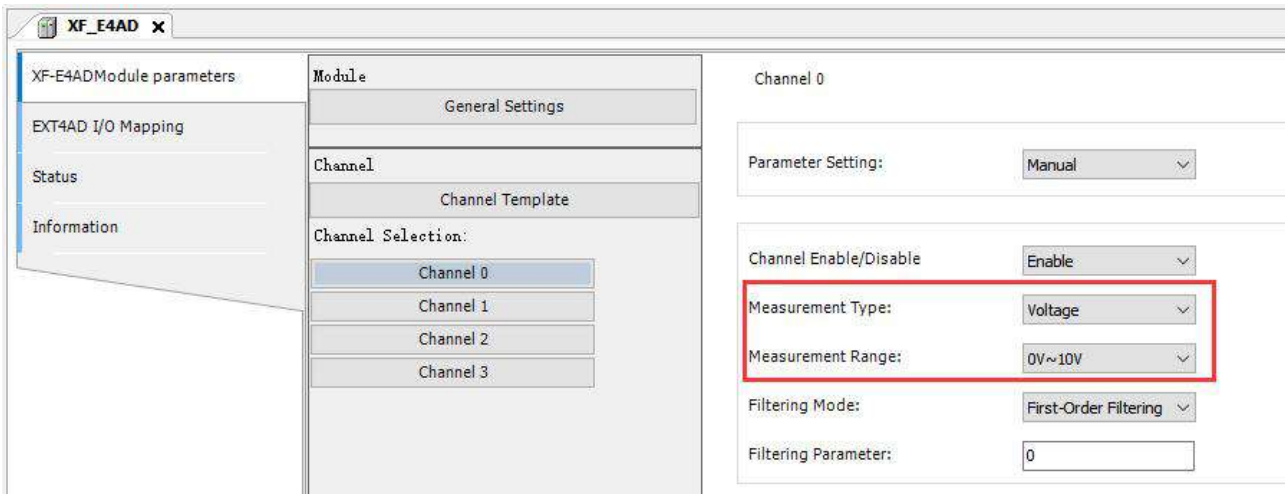 XF_E4AD X
XF-E4ADModule parameters
EXT4AD I/O Mapping
Status
Information
Module
General Settings
Channel
Channel Template
Channel Selection:
Channel 0
Channel 1
Channel 2
Channel 3
Channel 0
Parameter Setting: Manual
Channel Enable/Disable Enable
Measurement Type: Voltage
Measurement Range: 0V~10V
Filtering Mode: First-Order Filtering
Filtering Parameter: 0